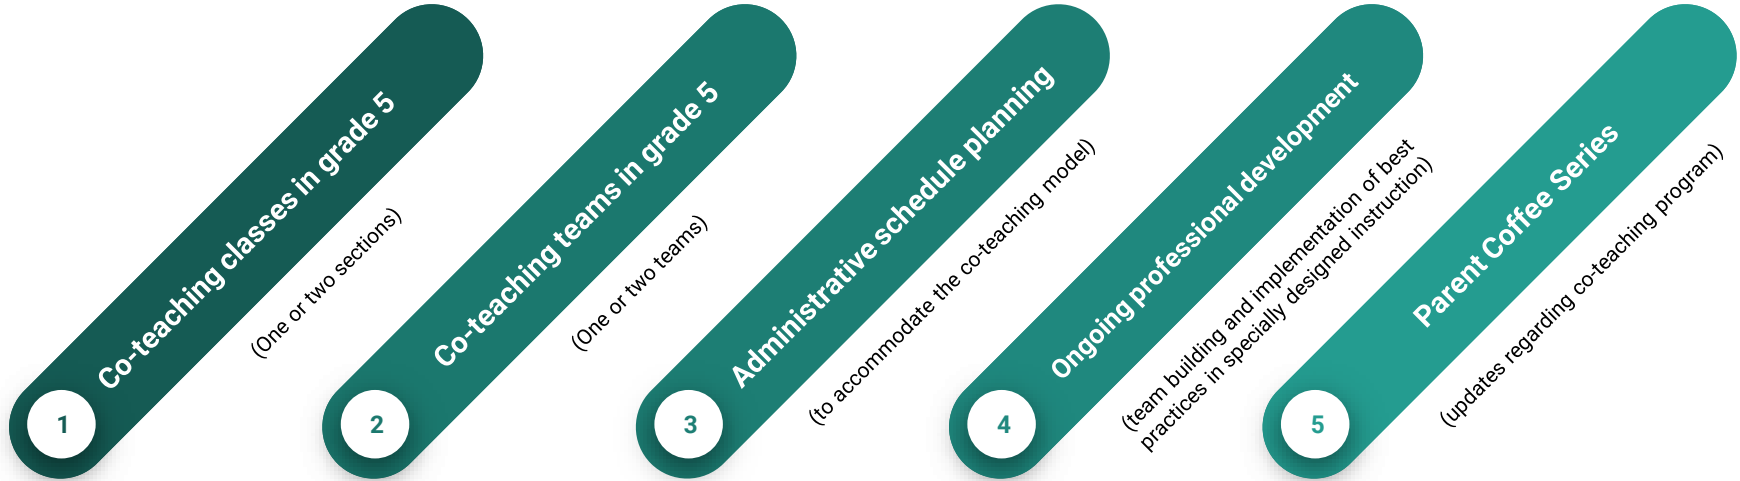 1
Co-teaching classes in grade 5
(One or two sections)
2
Co-teaching teams in grade 5
(One or two teams)
3
Administrative schedule planning
(to accommodate the co-teaching model)
4
Ongoing professional development
(team building and implementation of best
practices in specially designed instruction)
5
Parent Coffee Series
(updates regarding co-teaching program)